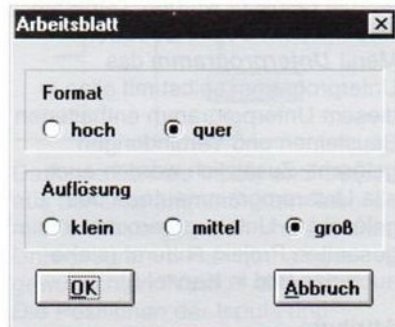 Arbeitsblatt
Format
hoch quer
Auflösung
klein mittel groß
OK Abbruch